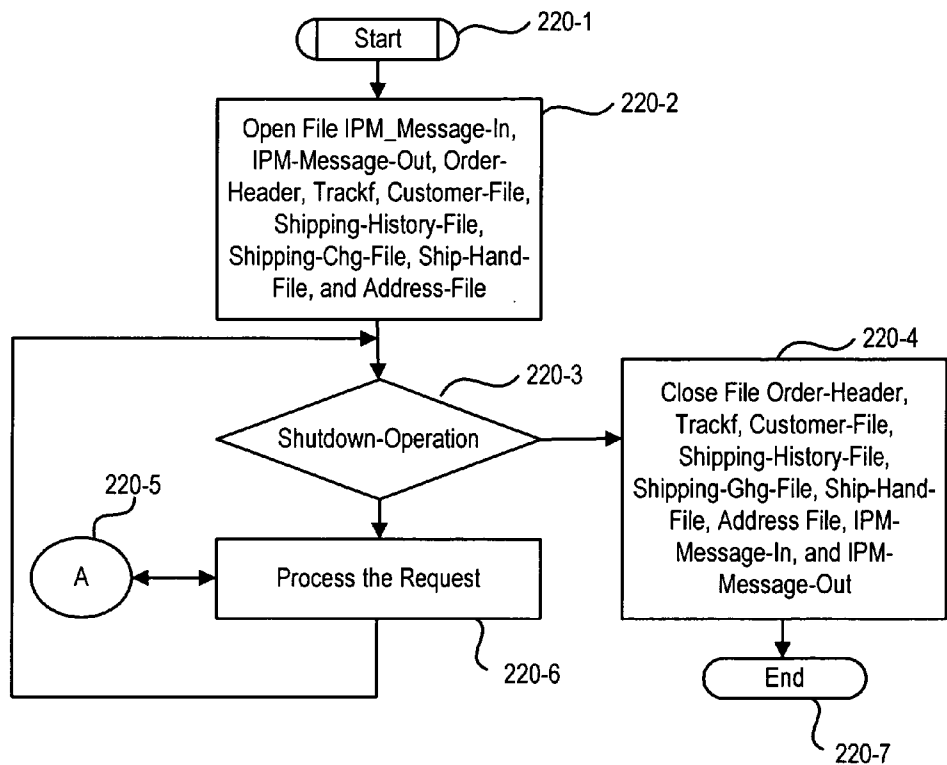 Start
220-1
220-2
Open File IPM_Message-In,
IPM-Message-Out, Order-
Header, Trackf, Customer-File,
Shipping-History-File,
Shipping-Chg-File, Ship-Hand-
File, and Address-File
220-3
Shutdown-Operation
220-4
Close File Order-Header,
Trackf, Customer-File,
Shipping-History-File,
Shipping-Ghg-File, Ship-Hand-
File, Address File, IPM-
Message-In, and IPM-
Message-Out
220-5
A
Process the Request
220-6
End
220-7